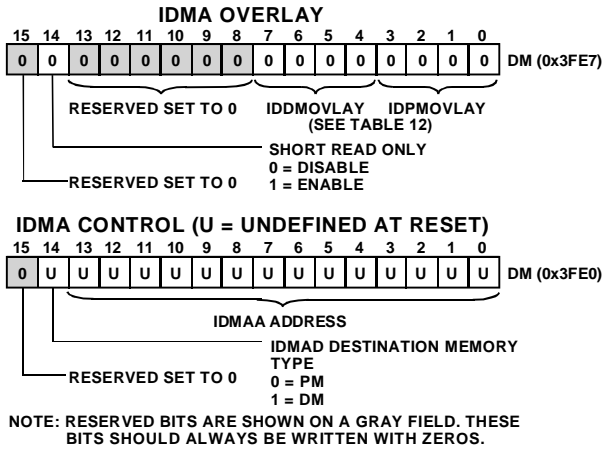 IDMA OVERLAY
15 14 13 12 11 10 9 8 7 6 5 4 3 2 1 0
0 0 0 0 0 0 0 0 0 0 0 0 0 0 0 0 DM (0x3FE7)
RESERVED SET TO 0 IDDMOVLAY IDPMOVLAY
(SEE TABLE 12)
SHORT READ ONLY
0 = DISABLE
RESERVED SET TO 0 1 = ENABLE
IDMA CONTROL (U = UNDEFINED AT RESET)
15 14 13 12 11 10 9 8 7 6 5 4 3 2 1 0
0 U U U U U U U U U U U U U U U DM (0x3FE0)
IDMAA ADDRESS
IDMAD DESTINATION MEMORY
TYPE
RESERVED SET TO 0 0 = PM
1 = DM
NOTE: RESERVED BITS ARE SHOWN ON A GRAY FIELD. THESE
BITS SHOULD ALWAYS BE WRITTEN WITH ZEROS.